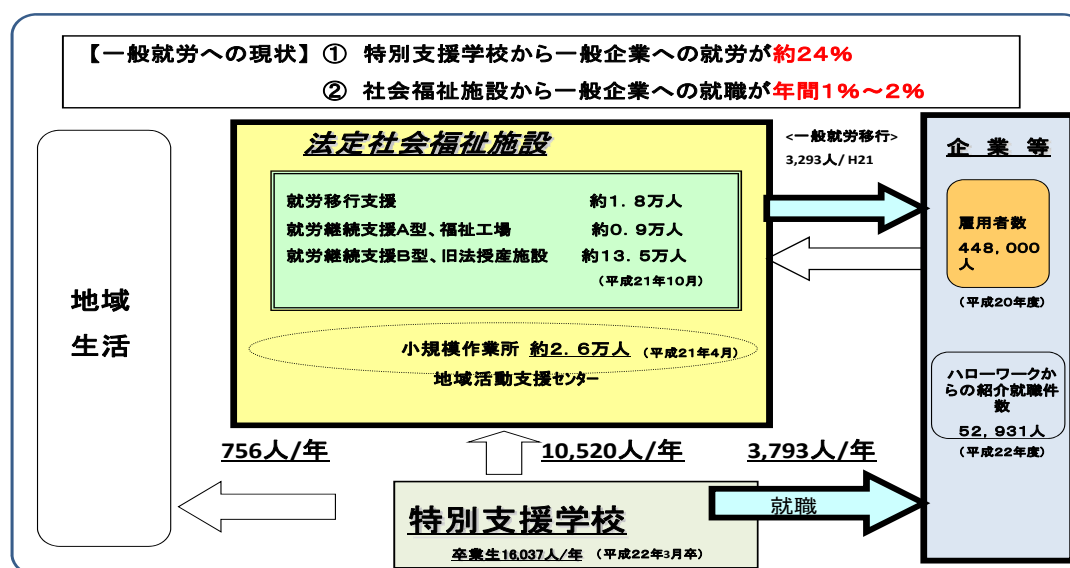 【一般就労への現状】 ① 特別支援学校から一般企業への就労が約24%
② 社会福祉施設から一般企業への就職が年間1%～2%
地域
生活
法定社会福祉施設
就労移行支援 約1．8万人
就労継続支援A型、福祉工場 約0．9万人
就労継続支援B型、旧法授産施設 約13．5万人
（平成21年10月）
小規模作業所 約2．6万人 （平成21年4月）
地域活動支援センター
<一般就労移行>
3,293人/ H21
企 業 等
雇用者数
448，000
人
（平成20年度）
ハローワークか
らの紹介就職件
数
52，931人
（平成22年度）
756人/年
10,520人/年
3,793人/年
就職
特別支援学校
卒業生16,037人/年 （平成22年3月卒）